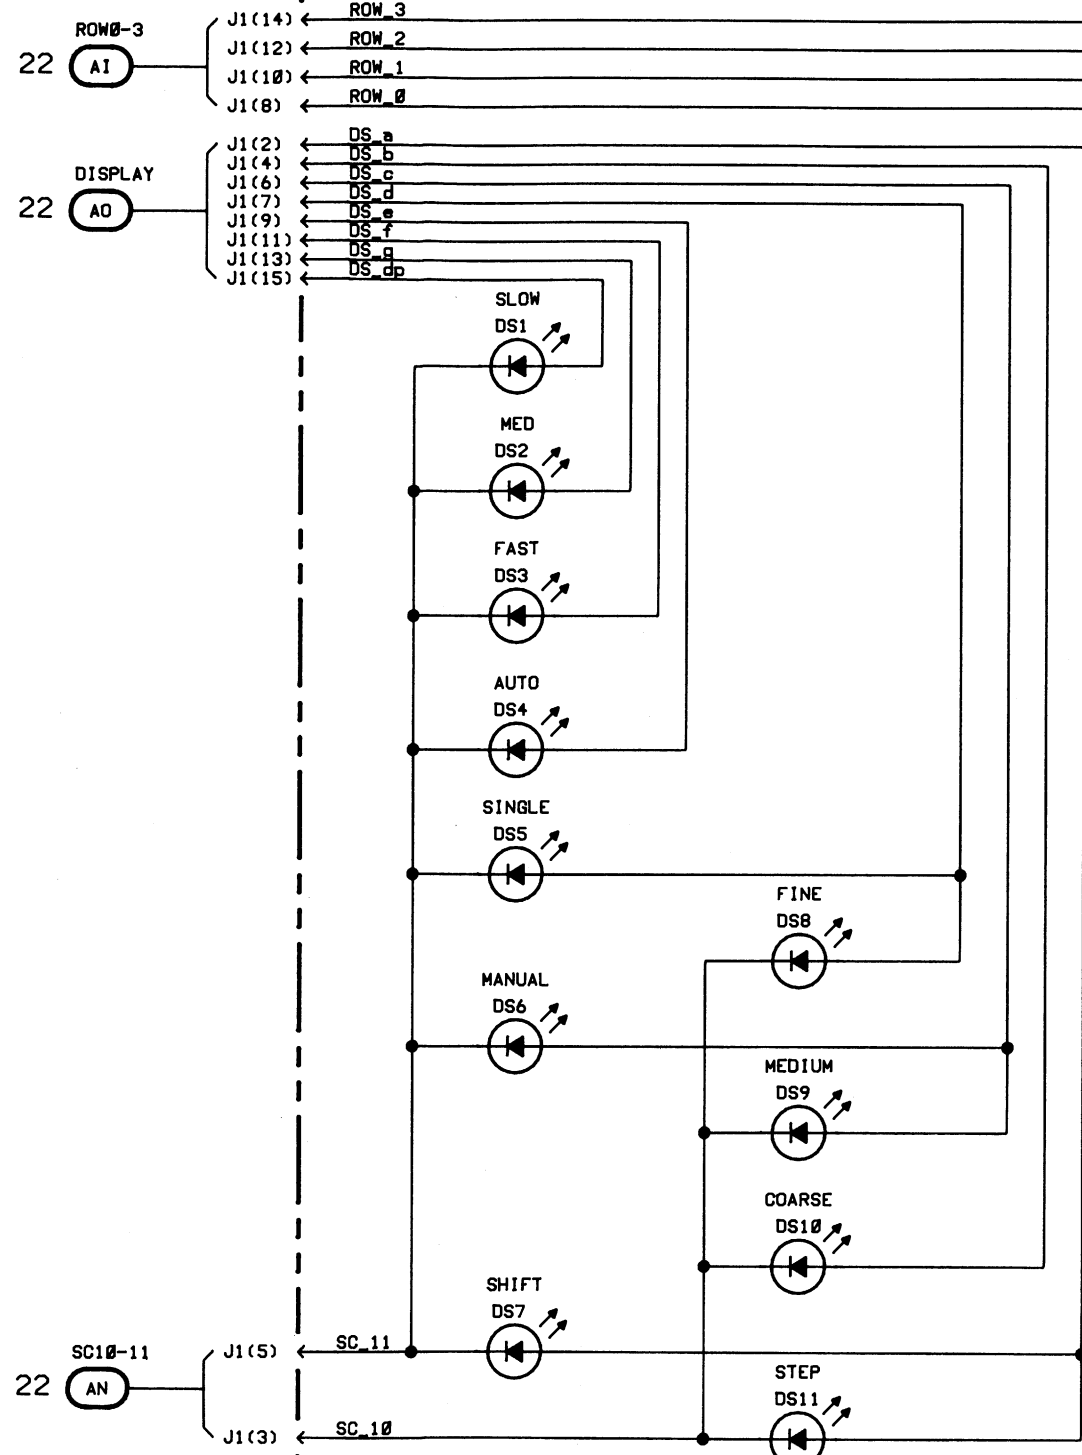 J1(14) ROW_3
ROWØ-3
J1(12) ROW_2
22 AI
J1(1Ø) ROW_1
J1(8) ROW_Ø
J1(2) DS_a
J1(4) DS_b
DISPLAY
J1(6) DS_c
J1(7) DS_d
22 AO
J1(9) DS_e
J1(11) DS_f
J1(13) DS_g
J1(15) DS_dp
SLOW
DS1
MED
DS2
FAST
DS3
AUTO
DS4
SINGLE
DS5
FINE
DS8
MANUAL
DS6
MEDIUM
DS9
COARSE
DS1Ø
SHIFT
DS7
SC1Ø-11
J1(5) SC_11
22 AN
STEP
DS11
J1(3) SC_1Ø